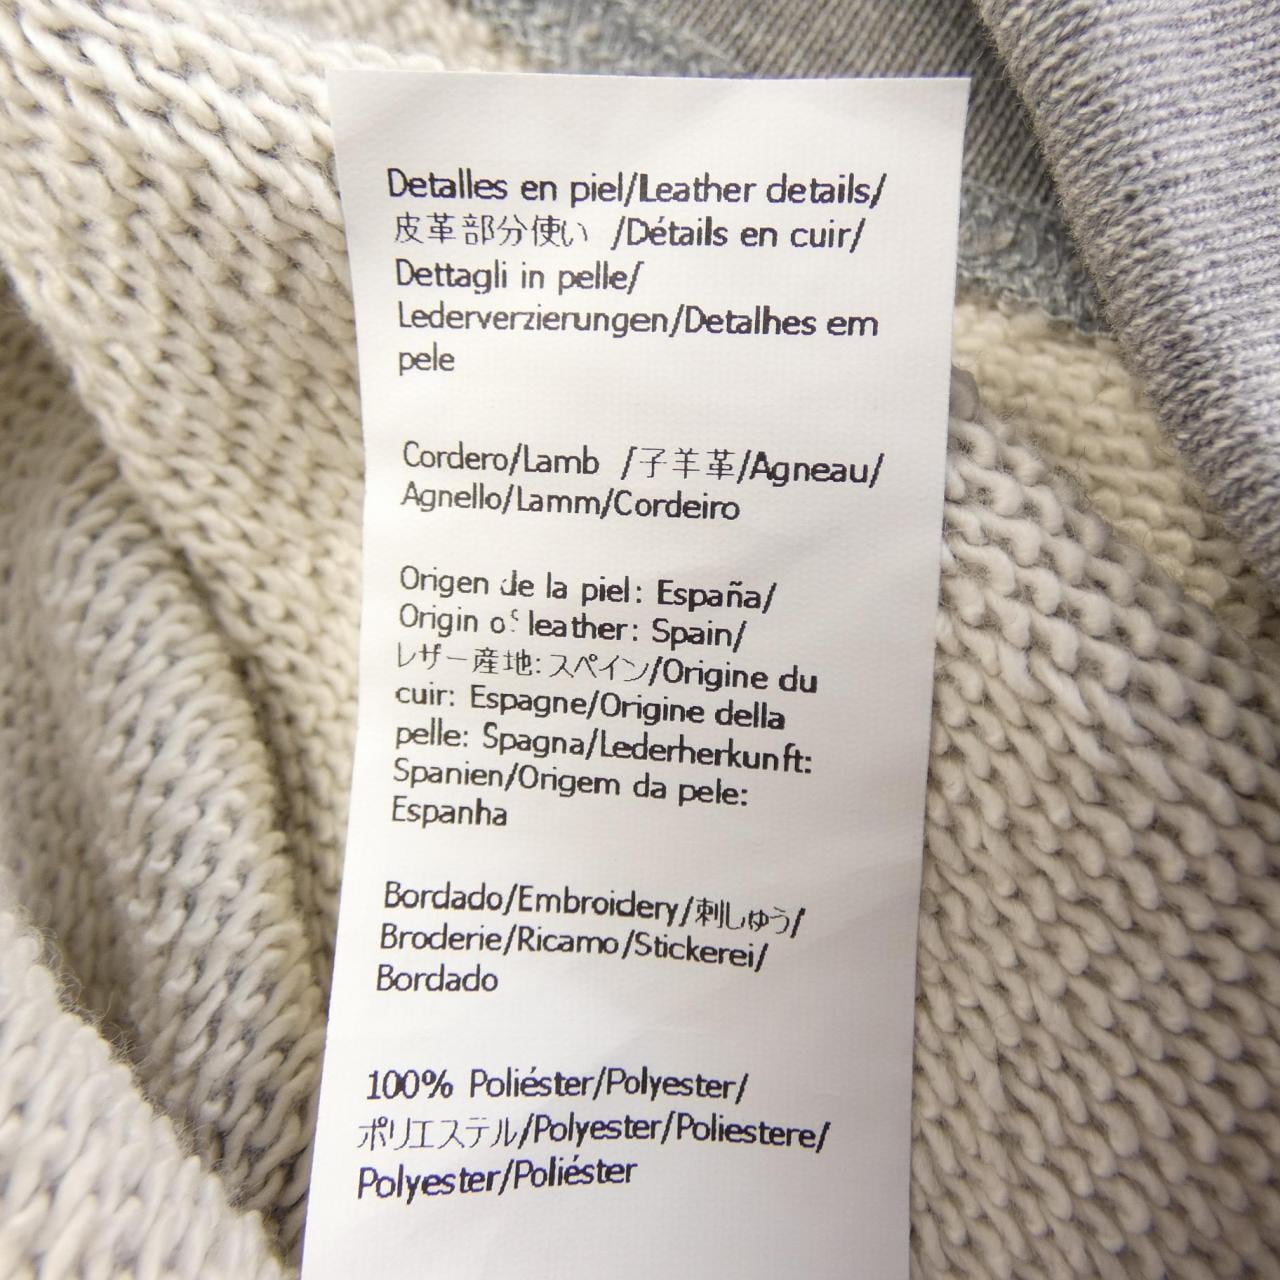 Detalles en piel/Leather details/
皮革部分使い /Détails en cuir/
Dettagli in pelle/
Lederverzierungen/Detalhes em
pele
Cordero/Lamb /子羊革/Agneau/
Agnello/Lamm/Cordeiro
Origen de la piel: España/
Origin of leather: Spain/
レザー産地:スペイン/Origine du
cuir: Espagne/Origine della
pelle: Spagna/Lederherkunft:
Spanien/Origem da pele:
Espanha
Bordado/Embroidery/刺しゅう/
Broderie/Ricamo/Stickerei/
Bordado
100% Poliéster/Polyester/
ポリエステル/Polyester/Poliestere/
Polyester/Poliéster